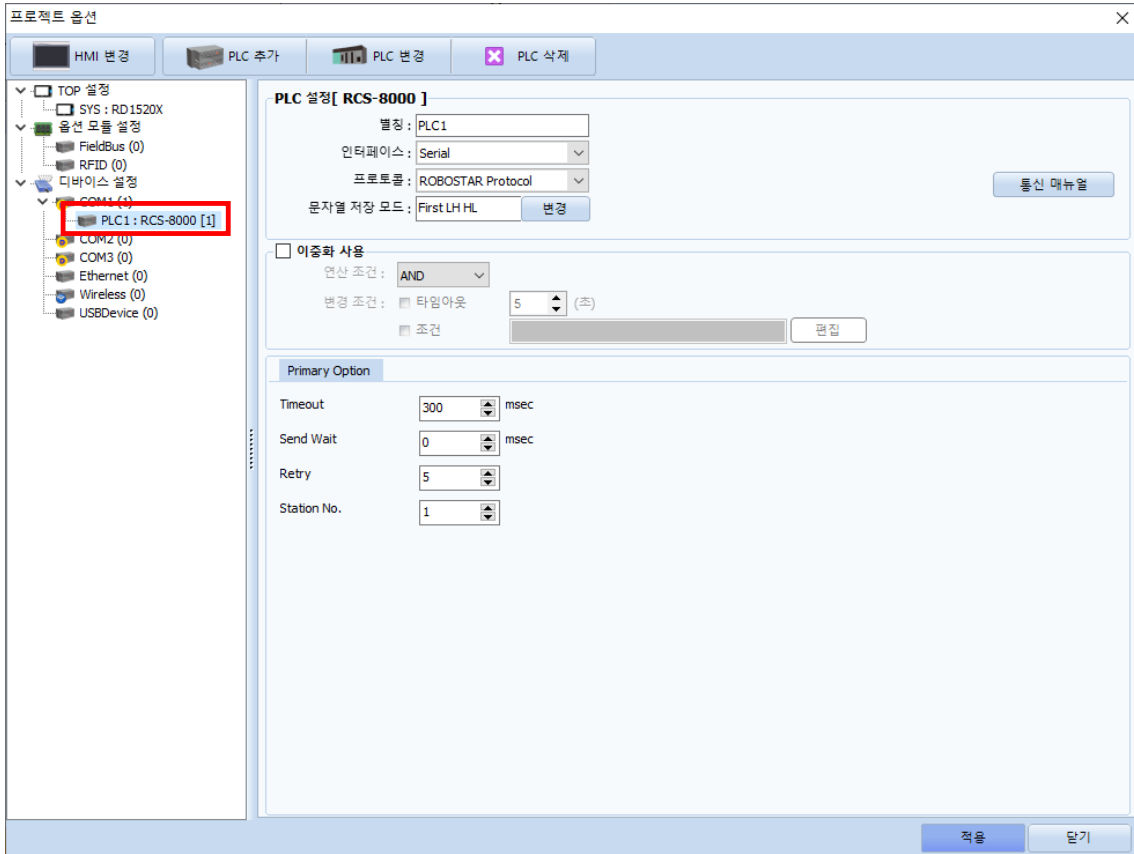 프로젝트 옵션
HMI 변경
PLC 추가
PLC 변경
PLC 삭제
TOP 설정
SYS : RD1520X
옵션 모듈 설정
FieldBus (0)
RFID (0)
디바이스 설정
COM1 (1)
PLC1 : RCS-8000 [1]
COM2 (0)
COM3 (0)
Ethernet (0)
Wireless (0)
USBDevice (0)
PLC 설정[ RCS-8000 ]
별칭 : PLC1
인터페이스 : Serial
프로토콜 : ROBOSTAR Protocol
통신 매뉴얼
문자열 저장 모드 : First LH HL 변경
이중화 사용
연산 조건 : AND
변경 조건 : 타임아웃 5 (초)
조건 편집
Primary Option
Timeout 300 msec
Send Wait 0 msec
Retry 5
Station No. 1
적용
닫기